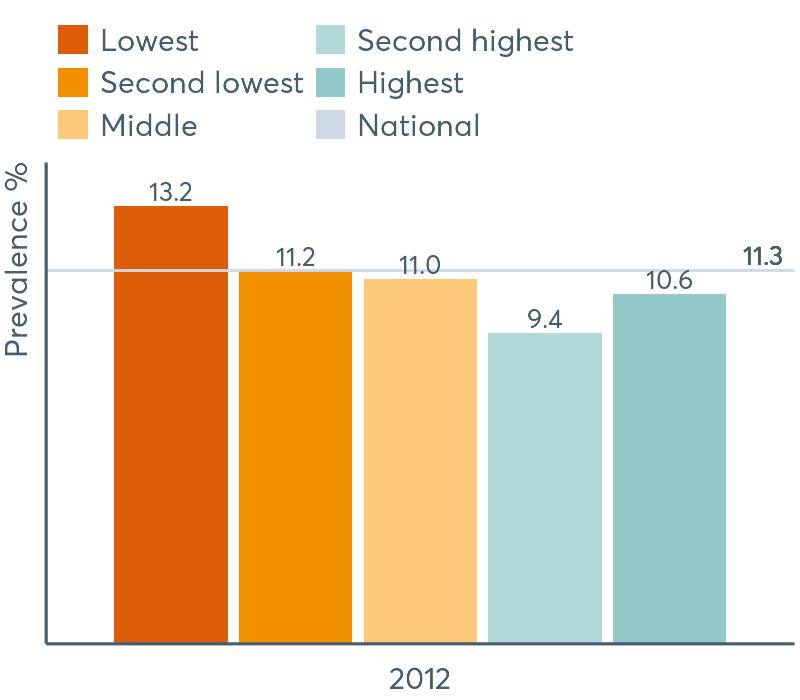 Lowest
Second lowest
Middle
Second highest
Highest
National
Prevalence %
13.2
11.2
11.0
9.4
10.6
11.3
2012